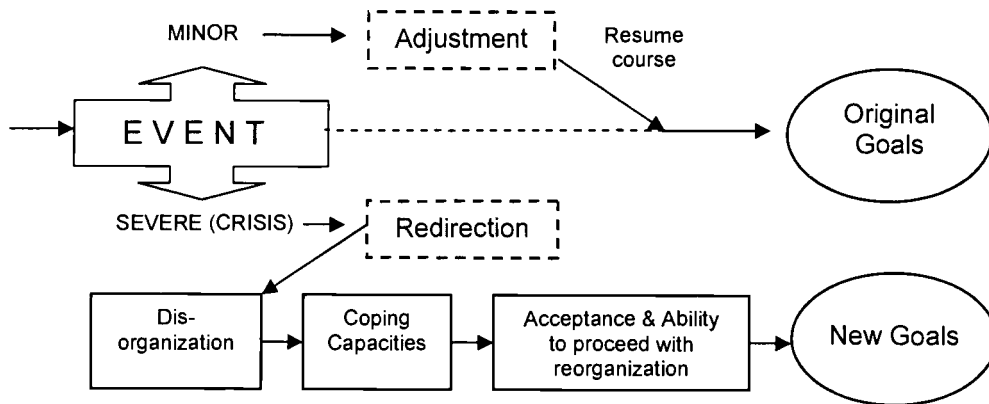 MINOR
Adjustment
Resume
course
EVENT
Original
Goals
SEVERE (CRISIS)
Redirection
Dis-
organization
Coping
Capacities
Acceptance & Ability
to proceed with
reorganization
New Goals